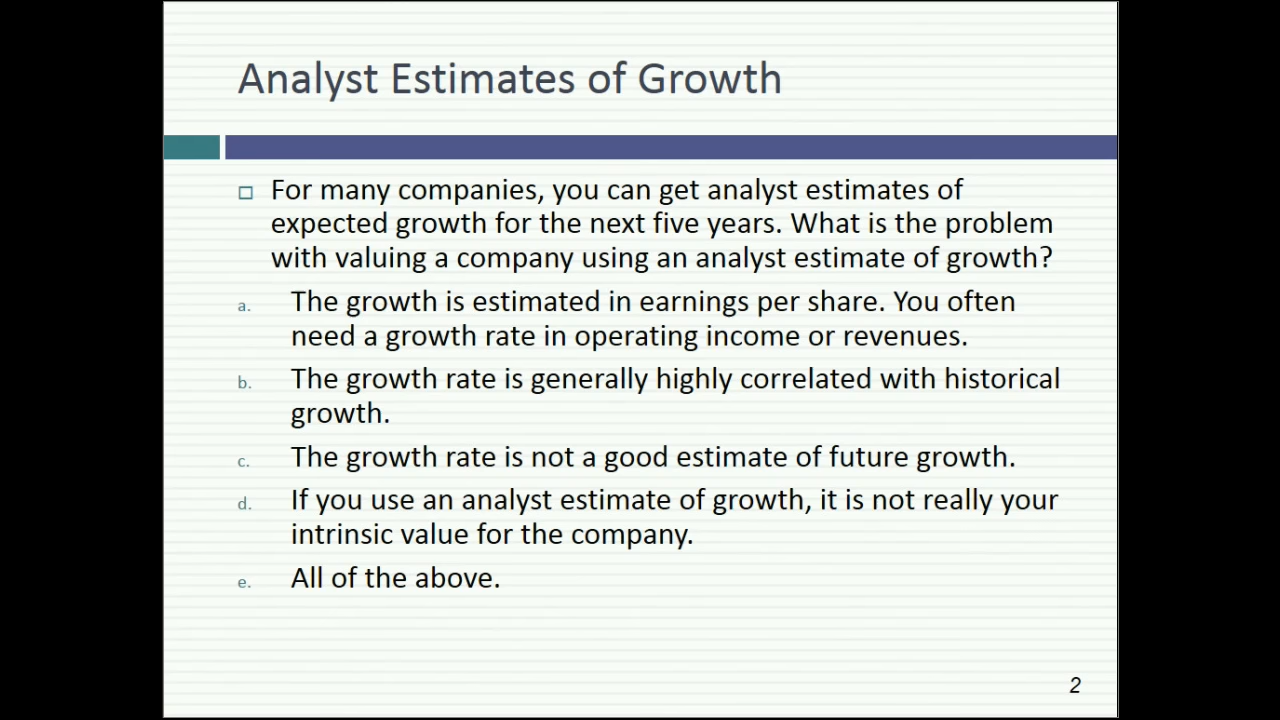 Analyst Estimates of Growth
For many companies, you can get analyst estimates of
expected growth for the next five years. What is the problem
with valuing a company using an analyst estimate of growth?
a. The growth is estimated in earnings per share. You often
need a growth rate in operating income or revenues.
b. The growth rate is generally highly correlated with historical
growth.
c. The growth rate is not a good estimate of future growth.
d. If you use an analyst estimate of growth, it is not really your
intrinsic value for the company.
e. All of the above.
2